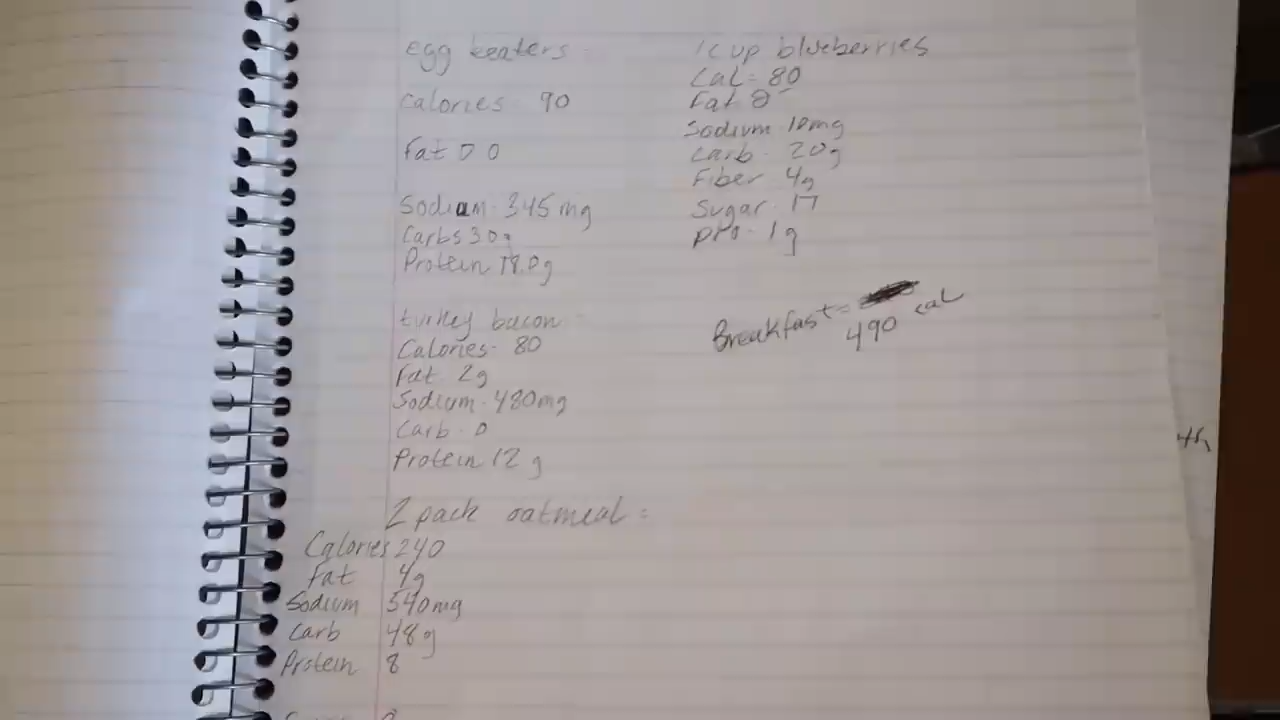 egg beaters
Calories - 90
Fat 0 0
Sodium - 345 mg
Carbs 30g
Protein 18.0g
turkey bacon
Calories - 80
Fat 2g
Sodium - 480mg
Carb - 0
Protein 12 g
2 pack oatmeal =
Calories 240
Fat 4g
Sodium 540mg
Carb 48g
Protein 8
1 cup blueberries
Cal = 80
Fat 0
Sodium 10mg
Carb - 20g
Fiber 4g
Sugar - 17
pro - 1g
Breakfast = 490 cal